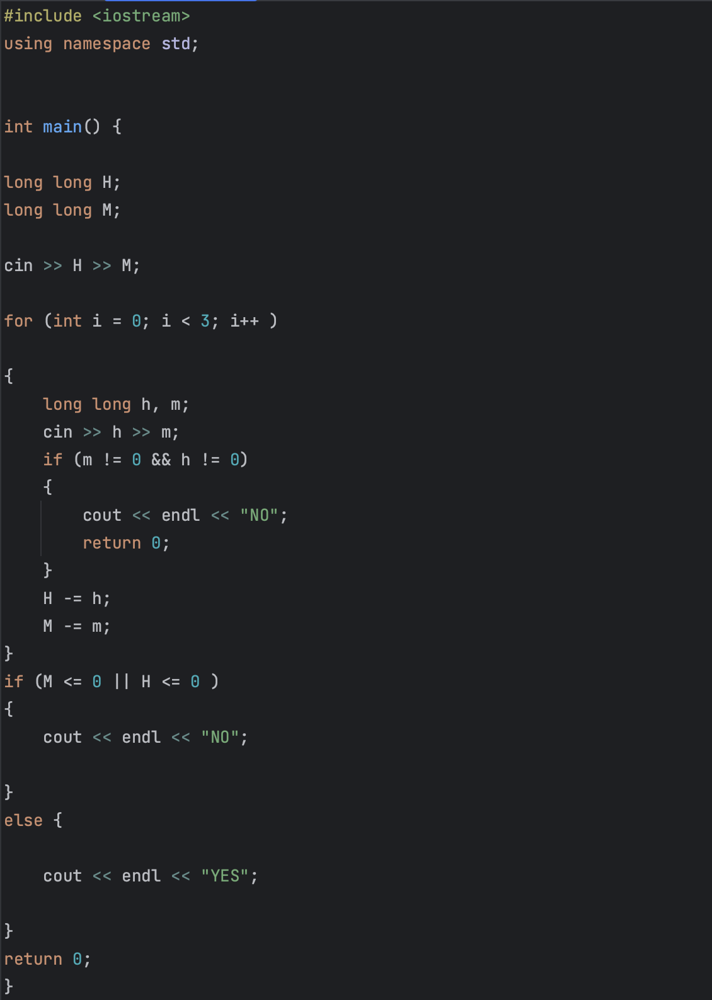 #include <iostream>
using namespace std;
int main() {
long long H;
long long M;
cin >> H >> M;
for (int i = 0; i < 3; i++ )
{
    long long h, m;
    cin >> h >> m;
    if (m != 0 && h != 0)
    {
        cout << endl << "NO";
        return 0;
    }
    H -= h;
    M -= m;
}
if (M <= 0 || H <= 0 )
{
    cout << endl << "NO";
}
else {
    cout << endl << "YES";
}
return 0;
}